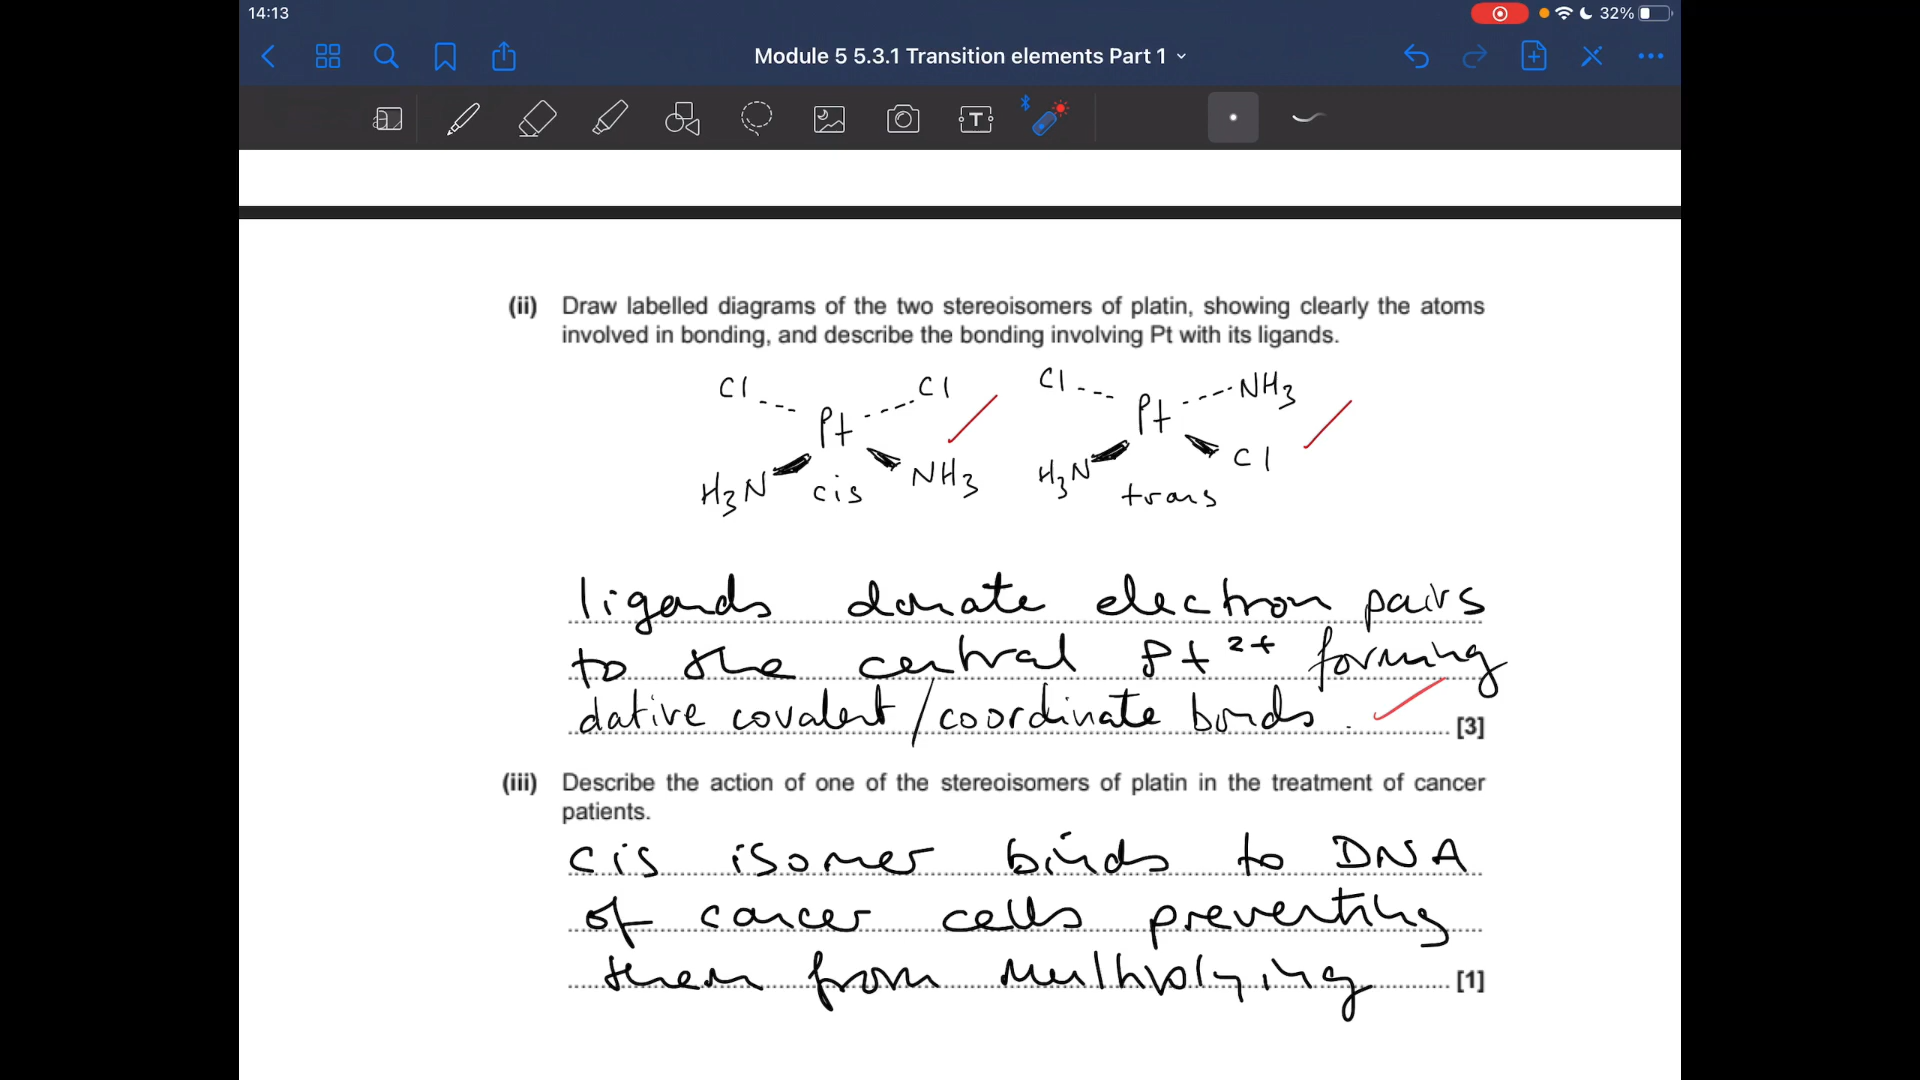 14:13
32%
Module 5 5.3.1 Transition elements Part 1
(ii) Draw labelled diagrams of the two stereoisomers of platin, showing clearly the atoms
involved in bonding, and describe the bonding involving Pt with its ligands.
Cl Cl Cl NH3
Pt Pt
H3N NH3 H3N Cl
cis trans
ligands donate electron pairs
to the central Pt2+ forming
dative covalent/coordinate bonds. [3]
(iii) Describe the action of one of the stereoisomers of platin in the treatment of cancer
patients.
cis isomer binds to DNA
of cancer cells preventing
them from multiplying [1]